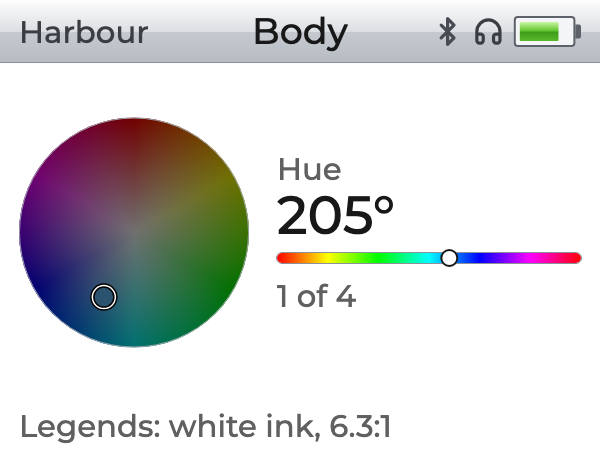 Harbour
Body
Hue
205°
1 of 4
Legends: white ink, 6.3:1